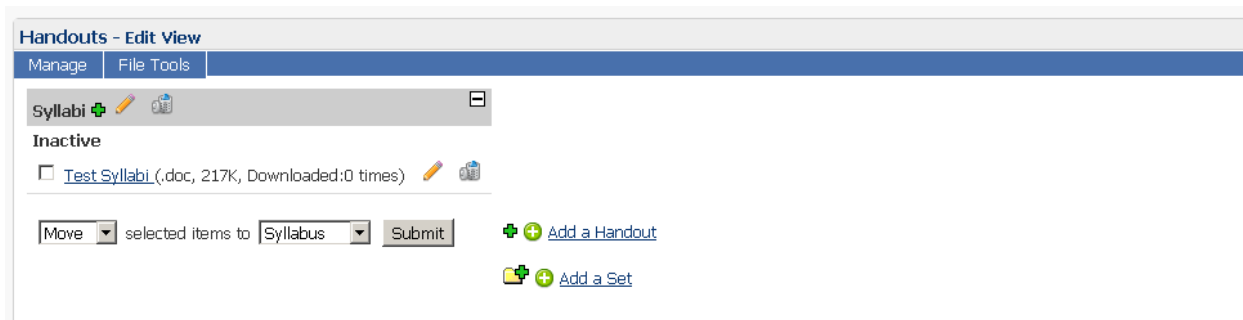 Handouts - Edit View
Manage File Tools
Syllabi
Inactive
Test Syllabi (.doc, 217K, Downloaded:0 times)
Move selected items to Syllabus Submit
Add a Handout
Add a Set